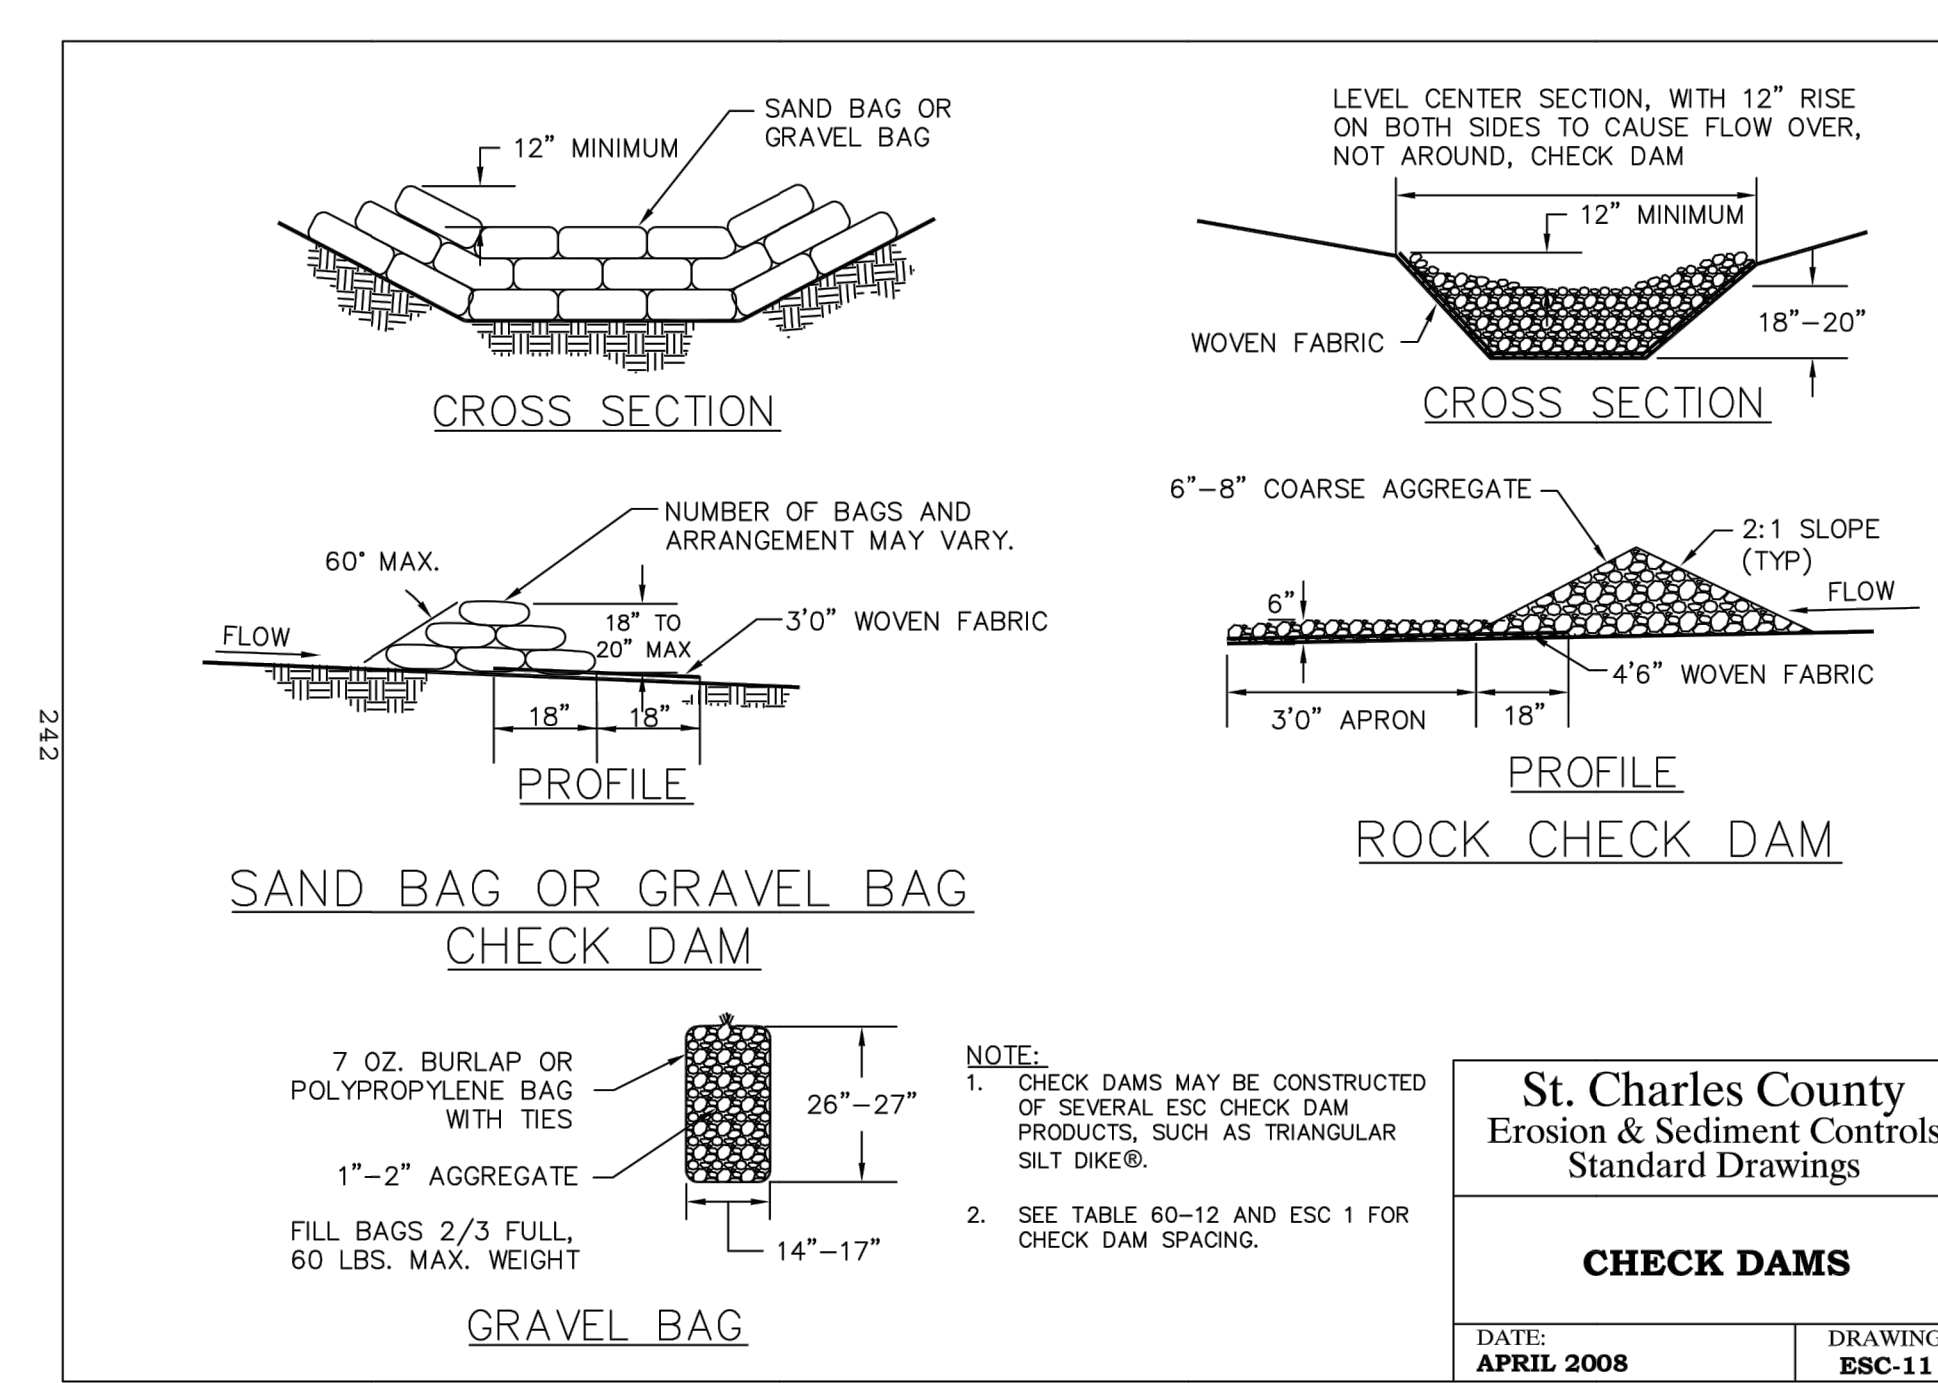 SAND BAG OR
GRAVEL BAG
12” MINIMUM
CROSS SECTION
LEVEL CENTER SECTION, WITH 12” RISE
ON BOTH SIDES TO CAUSE FLOW OVER,
NOT AROUND, CHECK DAM
12” MINIMUM
18”–20”
WOVEN FABRIC
CROSS SECTION
NUMBER OF BAGS AND
ARRANGEMENT MAY VARY.
60° MAX.
FLOW
18” TO
20” MAX
3’0” WOVEN FABRIC
18”
18”
PROFILE
SAND BAG OR GRAVEL BAG
CHECK DAM
6”–8” COARSE AGGREGATE
2:1 SLOPE
(TYP)
FLOW
6”
4’6” WOVEN FABRIC
3’0” APRON
18”
PROFILE
ROCK CHECK DAM
242
7 OZ. BURLAP OR
POLYPROPYLENE BAG
WITH TIES
1”–2” AGGREGATE
FILL BAGS 2/3 FULL,
60 LBS. MAX. WEIGHT
26”–27”
14”–17”
GRAVEL BAG
NOTE:
1. CHECK DAMS MAY BE CONSTRUCTED
OF SEVERAL ESC CHECK DAM
PRODUCTS, SUCH AS TRIANGULAR
SILT DIKE®.
2. SEE TABLE 60–12 AND ESC 1 FOR
CHECK DAM SPACING.
St. Charles County
Erosion & Sediment Controls
Standard Drawings
CHECK DAMS
DATE:
APRIL 2008
DRAWING
ESC-11